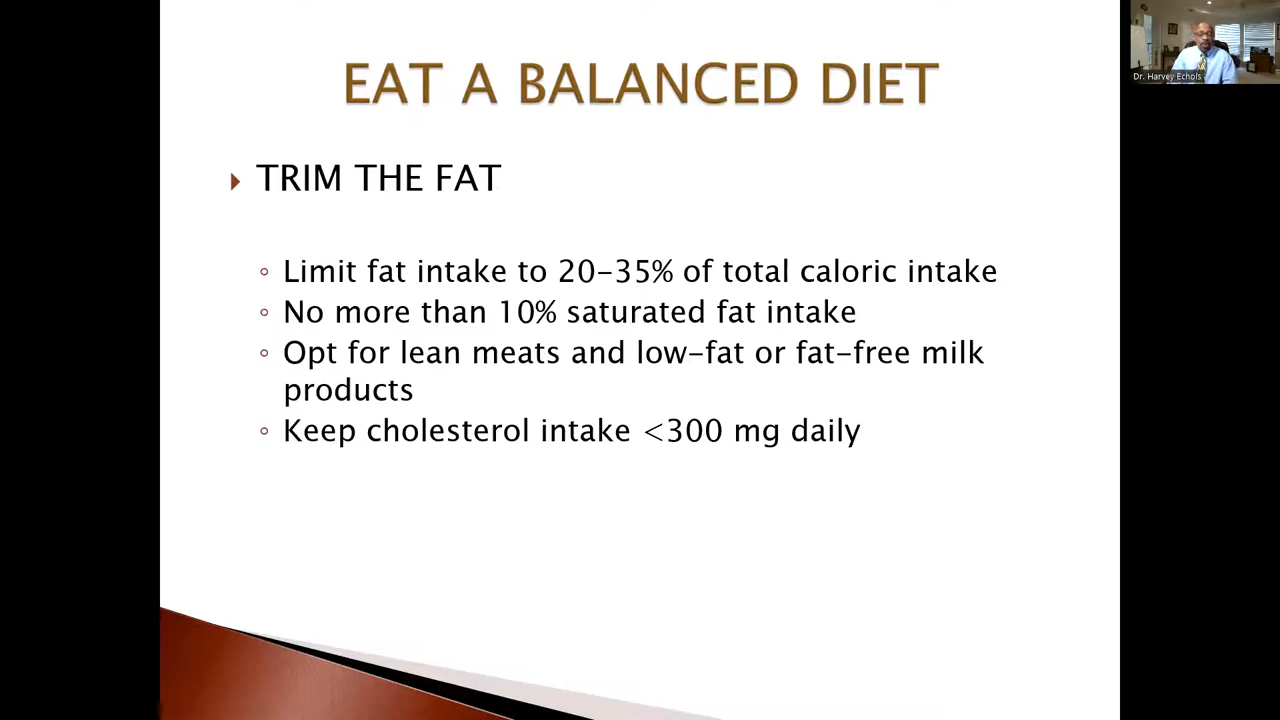 EAT A BALANCED DIET
Dr. Harvey Echols
TRIM THE FAT
Limit fat intake to 20-35% of total caloric intake
No more than 10% saturated fat intake
Opt for lean meats and low-fat or fat-free milk
products
Keep cholesterol intake <300 mg daily